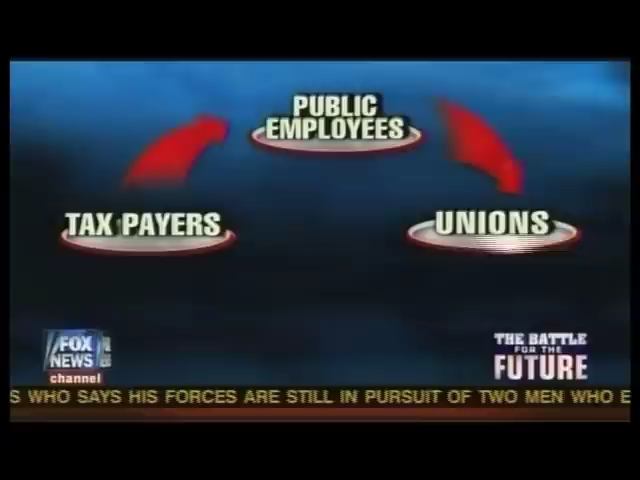 PUBLIC
EMPLOYEES
TAX PAYERS
UNIONS
FOX
NEWS
channel
THE BATTLE
FOR THE
FUTURE
S WHO SAYS HIS FORCES ARE STILL IN PURSUIT OF TWO MEN WHO E